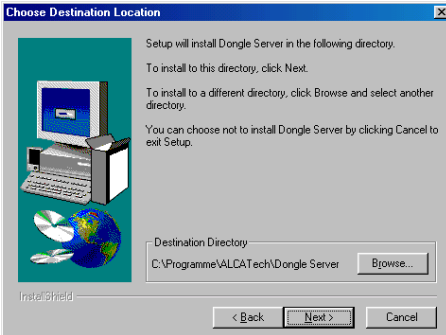 Choose Destination Location
Setup will install Dongle Server in the following directory.
To install to this directory, click Next.
To install to a different directory, click Browse and select another
directory.
You can choose not to install Dongle Server by clicking Cancel to
exit Setup.
Destination Directory
C:\Programme\ALCATech\Dongle Server
Browse...
InstallShield
< Back
Next >
Cancel